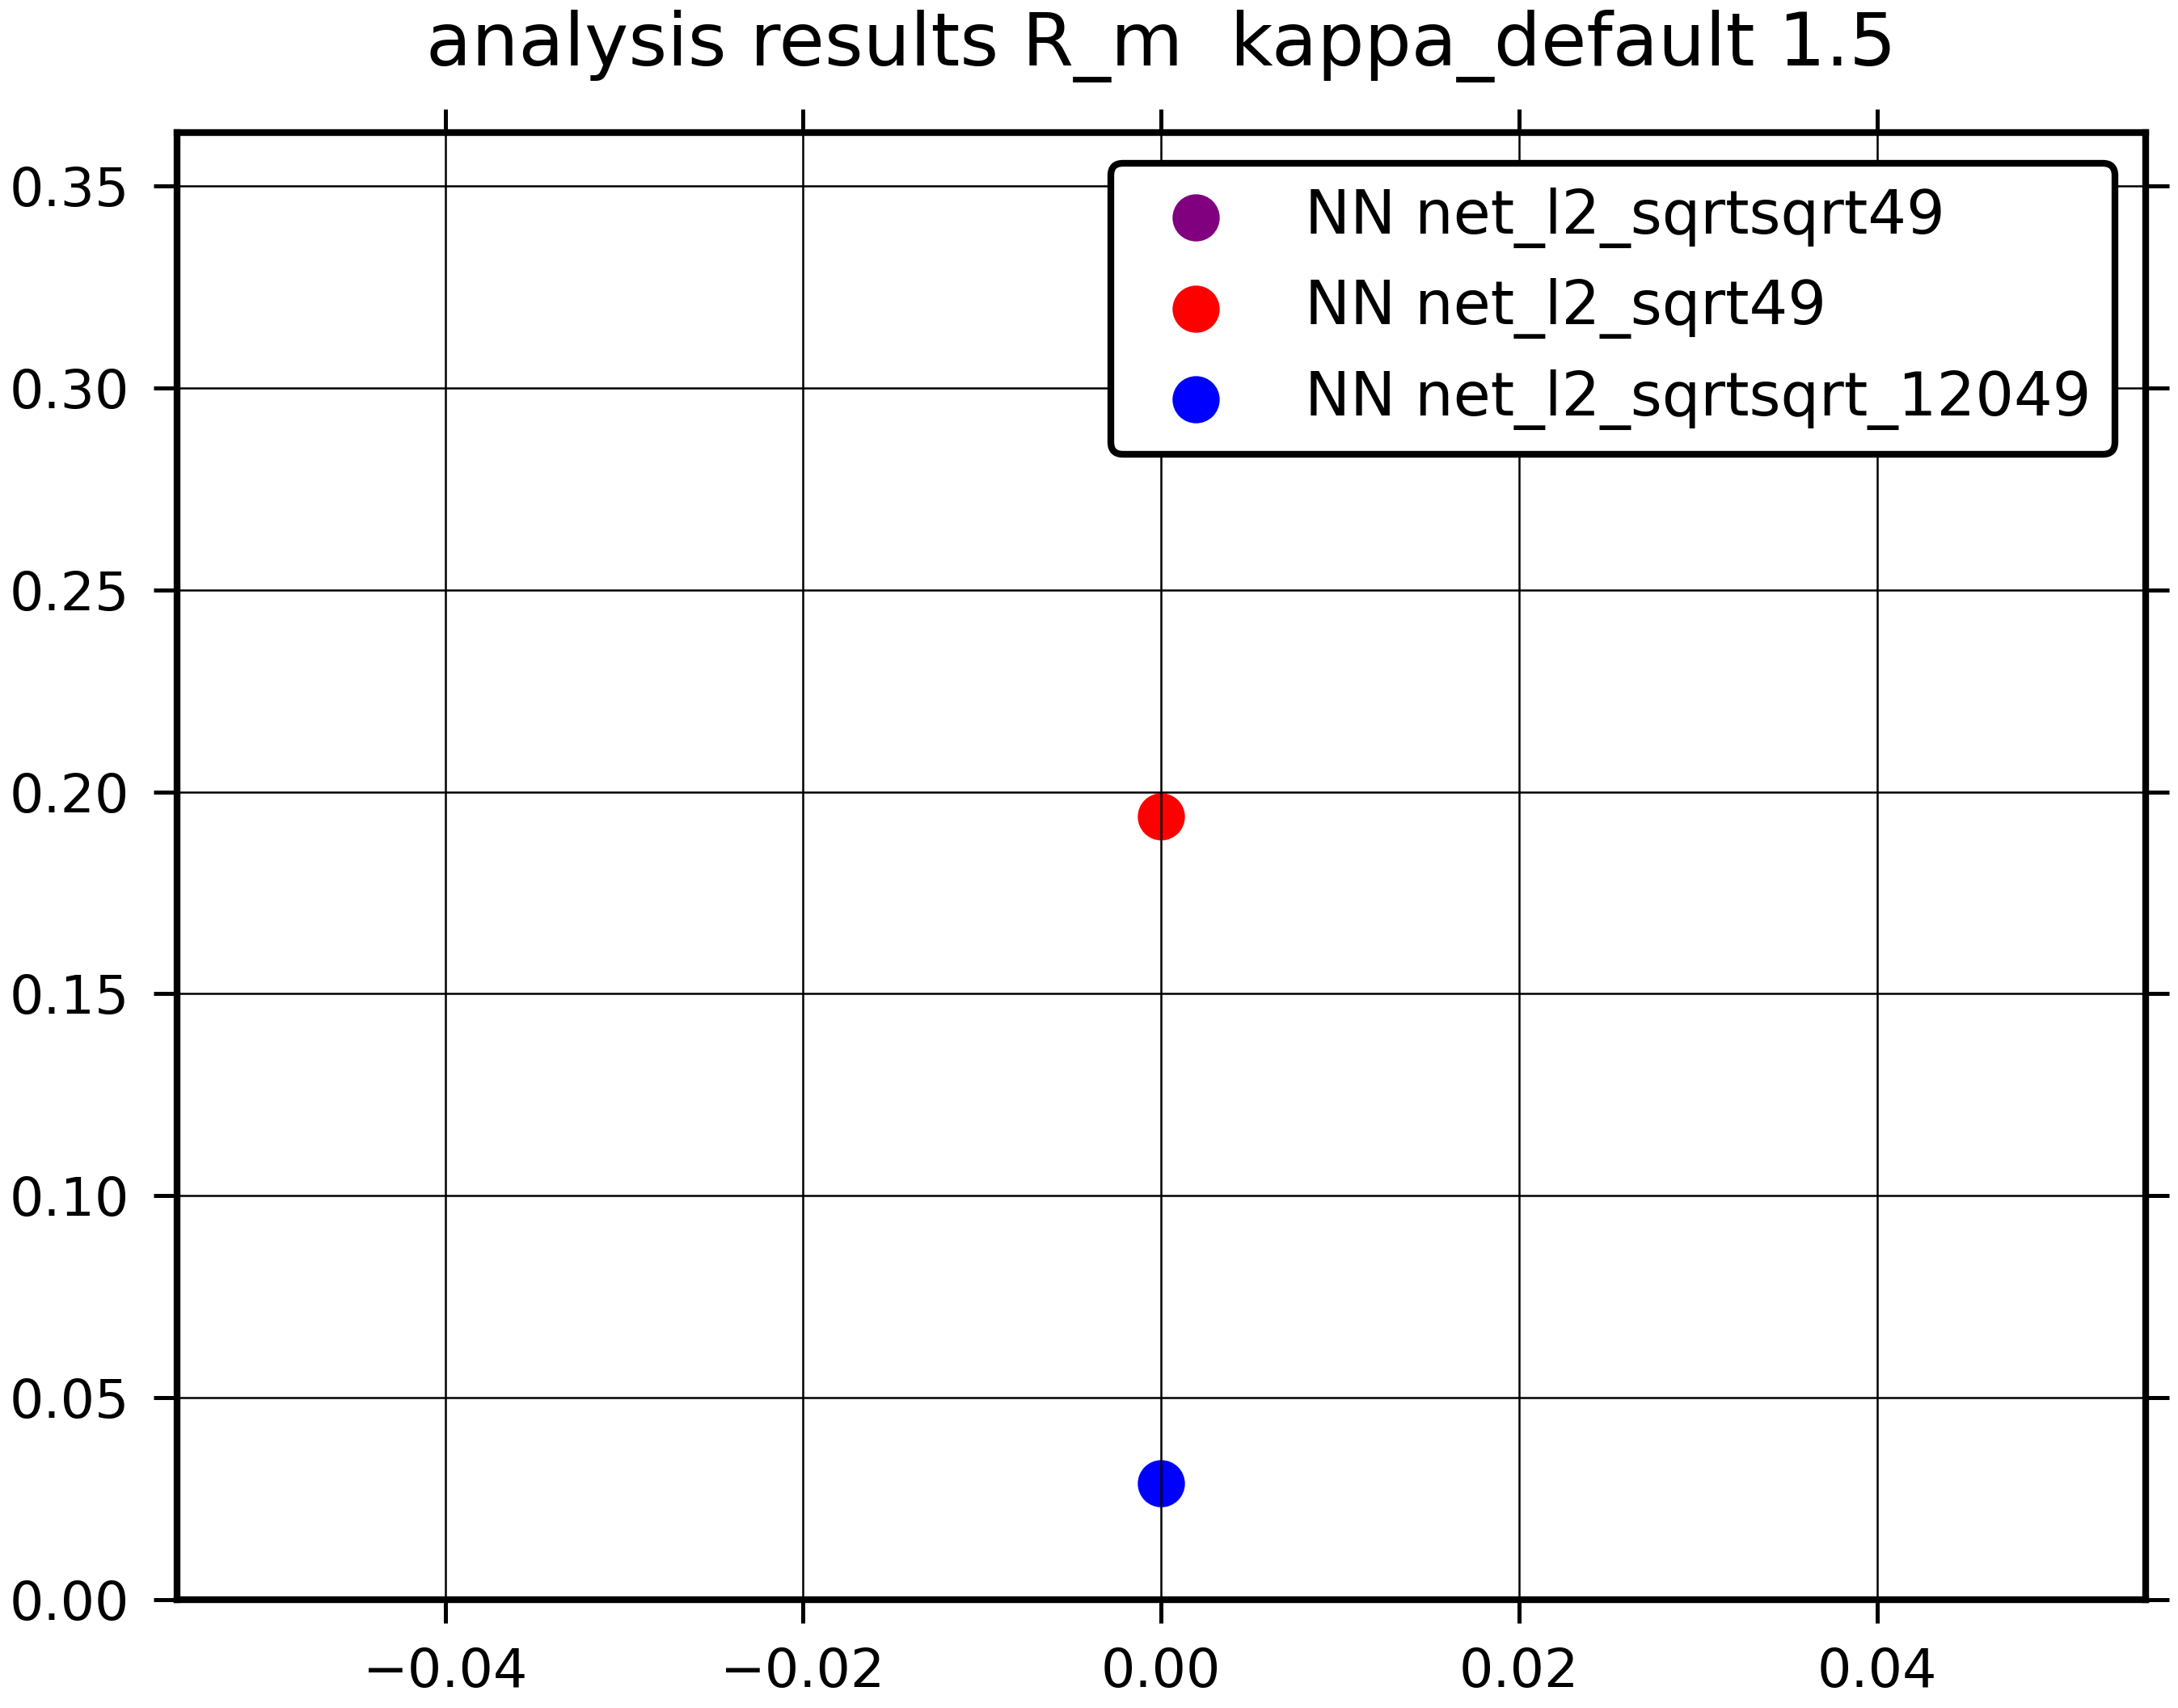 analysis results R_m  kappa_default 1.5
0.35
0.30
0.25
0.20
0.15
0.10
0.05
0.00
NN net_l2_sqrtsqrt49
NN net_l2_sqrt49
NN net_l2_sqrtsqrt_12049
−0.04 −0.02 0.00 0.02 0.04